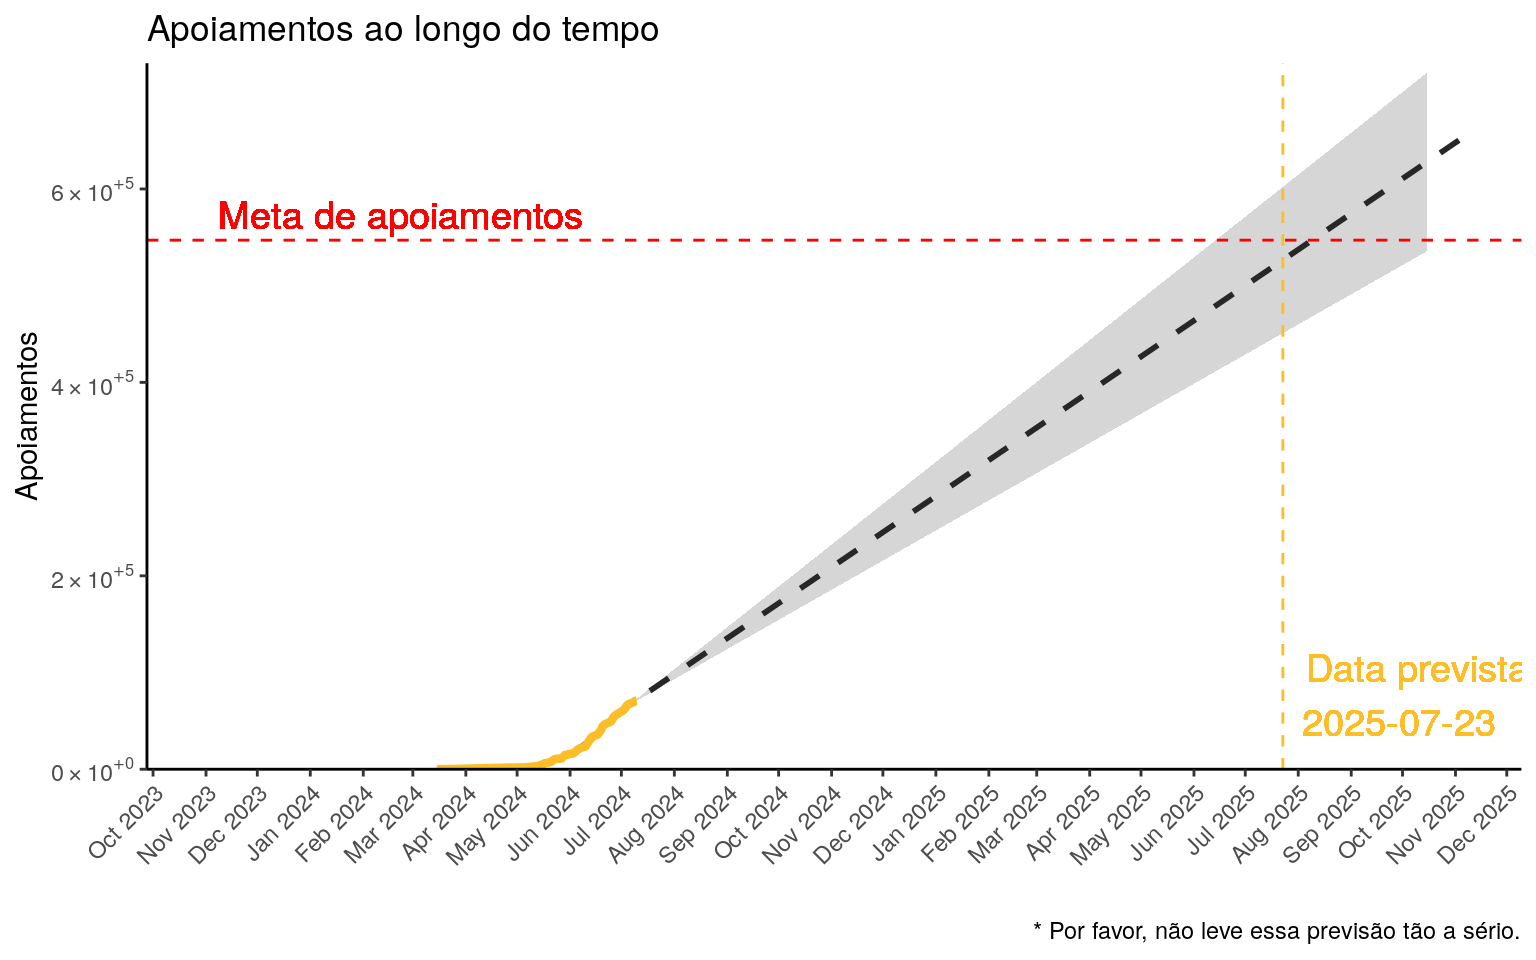 Apoiamentos ao longo do tempo
Apoiamentos
6 × 10⁺⁵
4 × 10⁺⁵
2 × 10⁺⁵
0 × 10⁺⁰
Meta de apoiamentos
Data prevista
2025-07-23
Oct 2023
Nov 2023
Dec 2023
Jan 2024
Feb 2024
Mar 2024
Apr 2024
May 2024
Jun 2024
Jul 2024
Aug 2024
Sep 2024
Oct 2024
Nov 2024
Dec 2024
Jan 2025
Feb 2025
Mar 2025
Apr 2025
May 2025
Jun 2025
Jul 2025
Aug 2025
Sep 2025
Oct 2025
Nov 2025
Dec 2025
* Por favor, não leve essa previsão tão a sério.